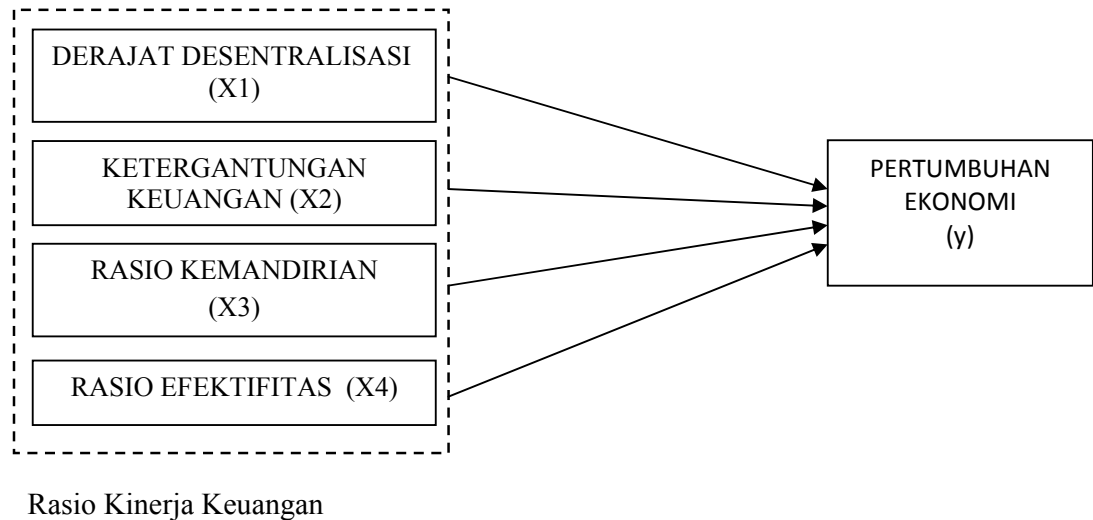 DERAJAT DESENTRALISASI
(X1)
KETERGANTUNGAN
KEUANGAN (X2)
RASIO KEMANDIRIAN
(X3)
RASIO EFEKTIFITAS (X4)
PERTUMBUHAN
EKONOMI
(y)
Rasio Kinerja Keuangan